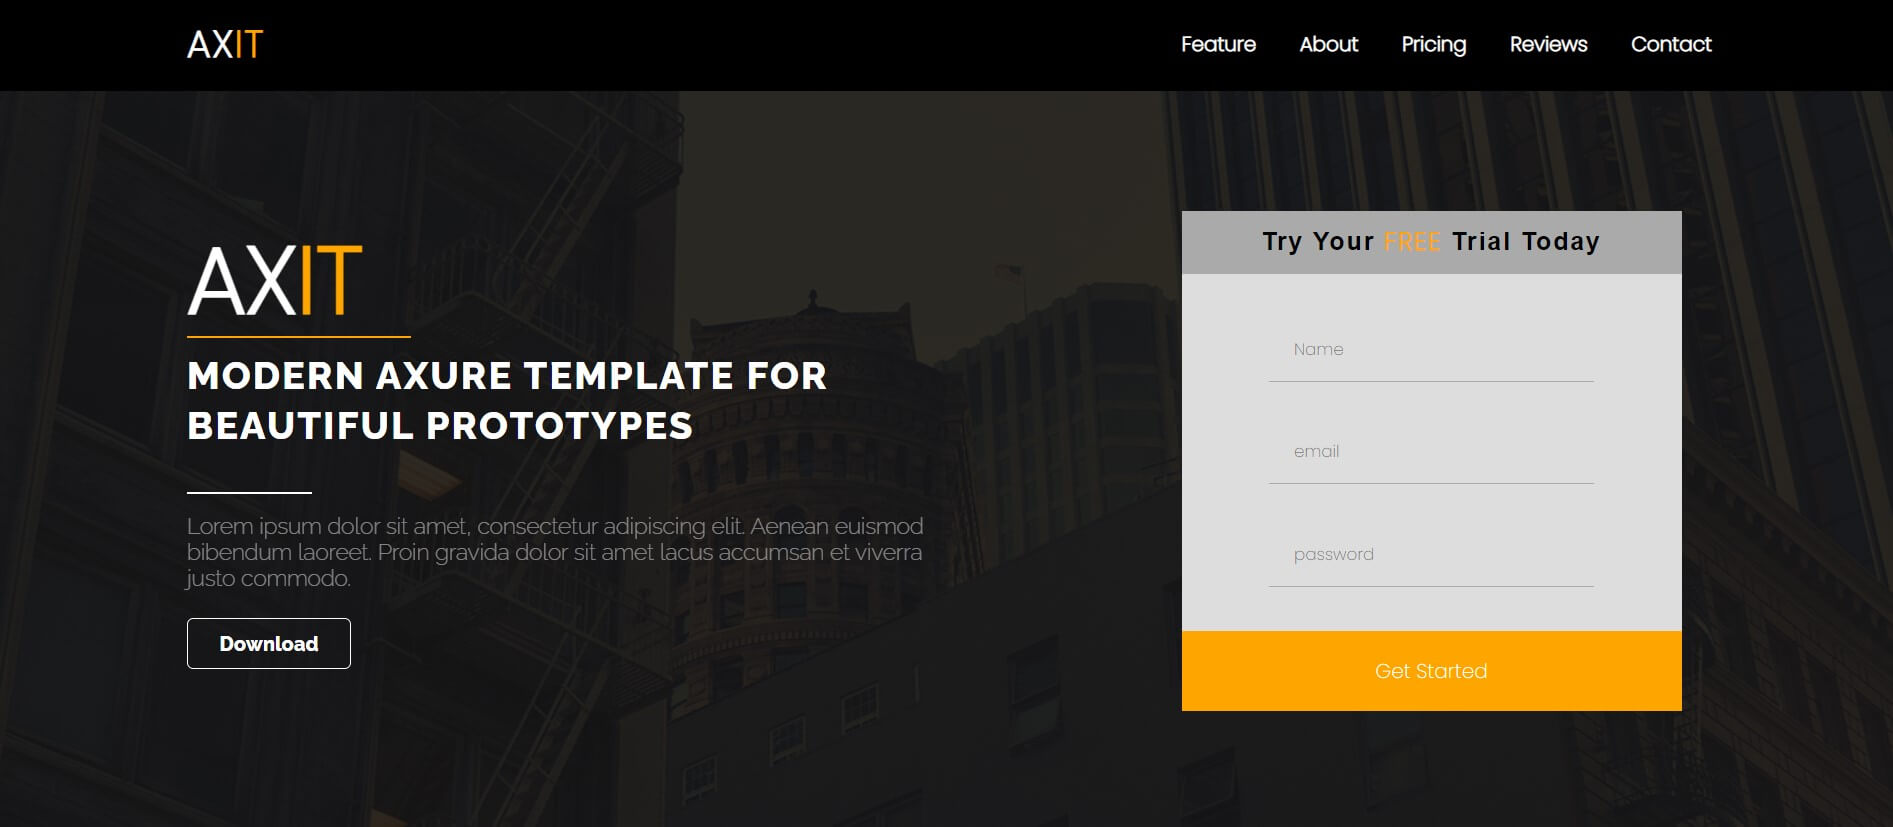 AXIT
Feature About Pricing Reviews Contact
AXIT
MODERN AXURE TEMPLATE FOR
BEAUTIFUL PROTOTYPES
Lorem ipsum dolor sit amet, consectetur adipiscing elit. Aenean euismod
bibendum laoreet. Proin gravida dolor sit amet lacus accumsan et viverra
justo commodo.
Download
Try Your FREE Trial Today
Name
email
password
Get Started